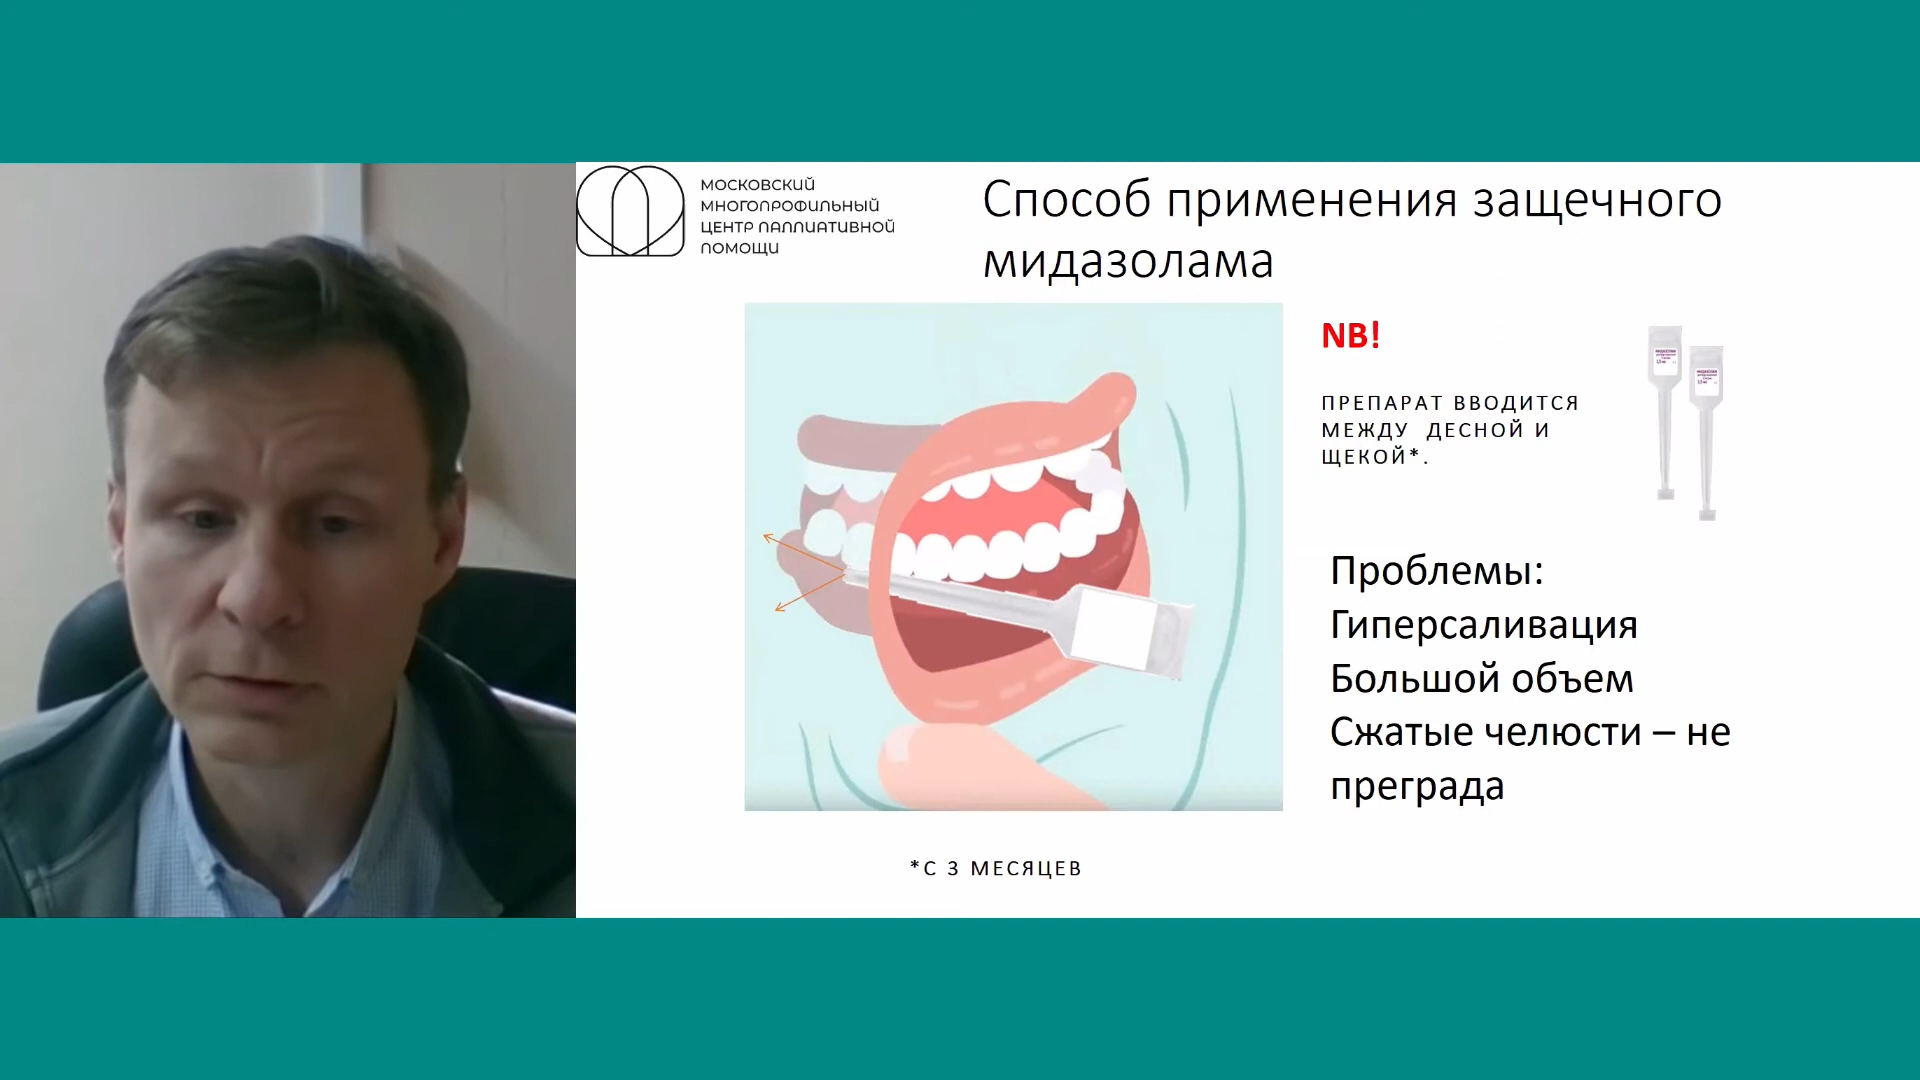 МОСКОВСКИЙ
МНОГОПРОФИЛЬНЫЙ
ЦЕНТР ПАЛЛИАТИВНОЙ
ПОМОЩИ
Способ применения защечного
мидазолама
NB!
ПРЕПАРАТ ВВОДИТСЯ
МЕЖДУ ДЕСНОЙ И
ЩЕКОЙ*.
Проблемы:
Гиперсаливация
Большой объем
Сжатые челюсти – не
преграда
*С 3 МЕСЯЦЕВ